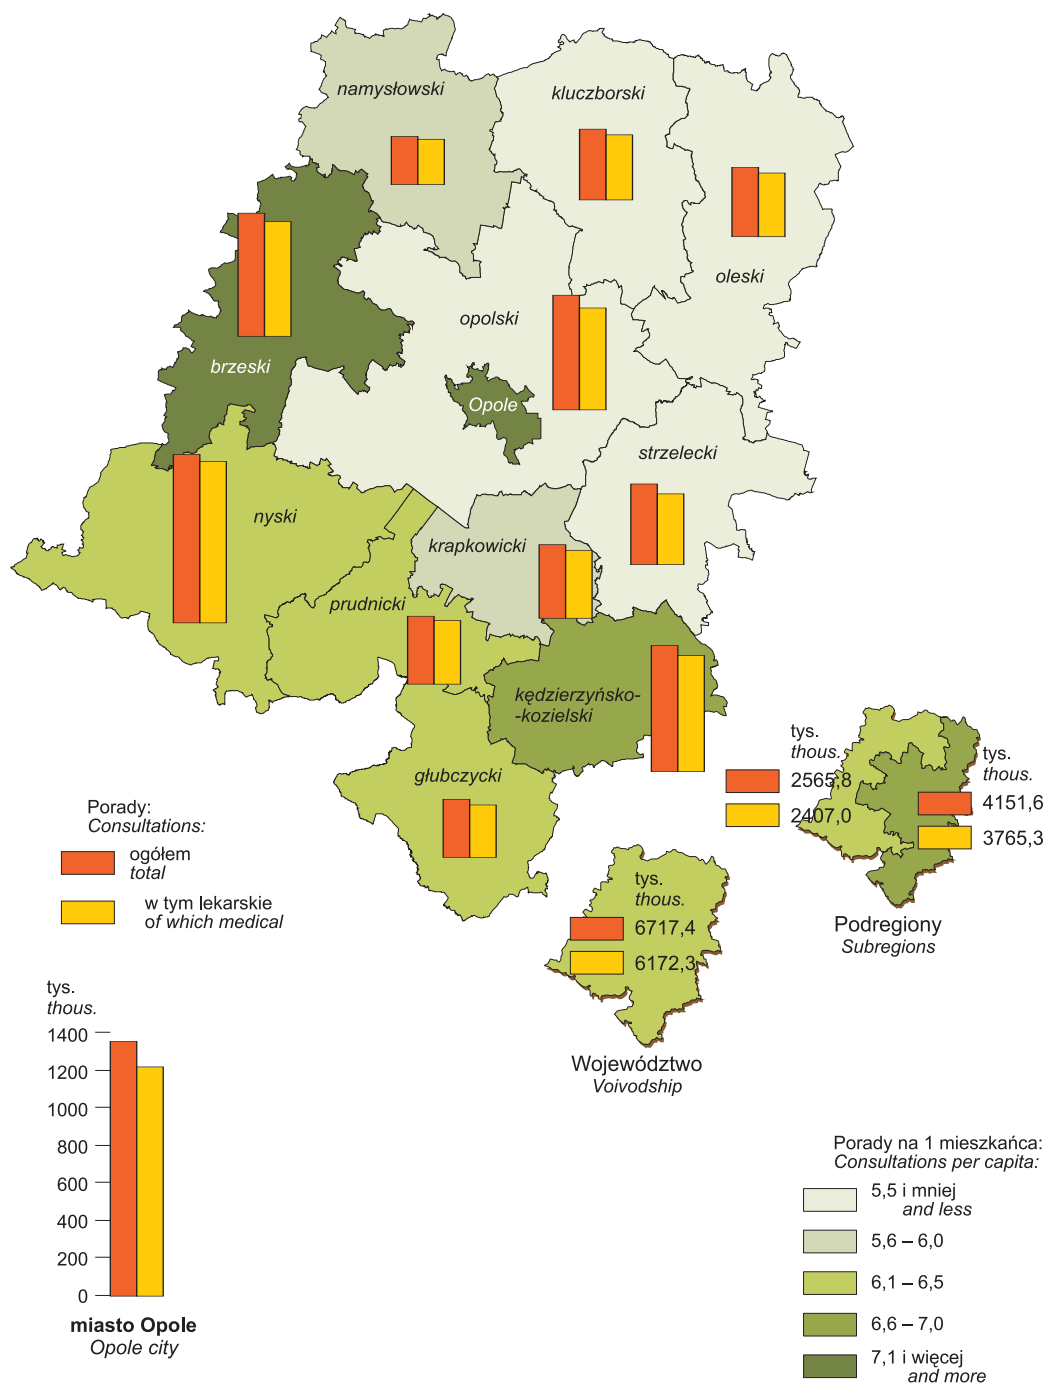 namysłowski
kluczborski
oleski
opolski
brzeski
Opole
strzelecki
nyski
krapkowicki
prudnicki
kędzierzyńsko-
-kozielski
głubczycki
Porady:
Consultations:
ogółem
total
w tym lekarskie
of which medical
tys.
thous.
2565,8
2407,0
tys.
thous.
4151,6
3765,3
Podregiony
Subregions
tys.
thous.
6717,4
6172,3
Województwo
Voivodship
tys.
thous.
1400
1200
1000
800
600
400
200
0
miasto Opole
Opole city
Porady na 1 mieszkańca:
Consultations per capita:
5,5 i mniej
and less
5,6 – 6,0
6,1 – 6,5
6,6 – 7,0
7,1 i więcej
and more